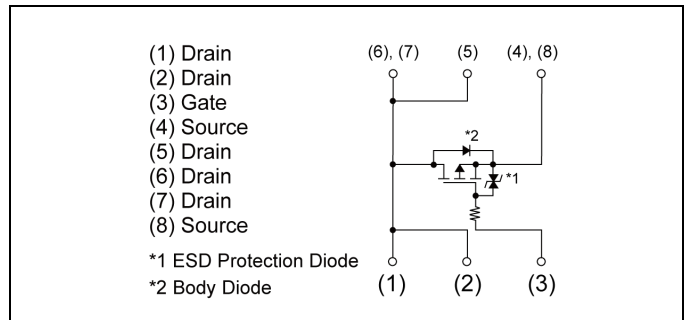 (1) Drain
(2) Drain
(3) Gate
(4) Source
(5) Drain
(6) Drain
(7) Drain
(8) Source
*1 ESD Protection Diode
*2 Body Diode
(6), (7)
(5)
(4), (8)
*2
*1
(1)
(2)
(3)